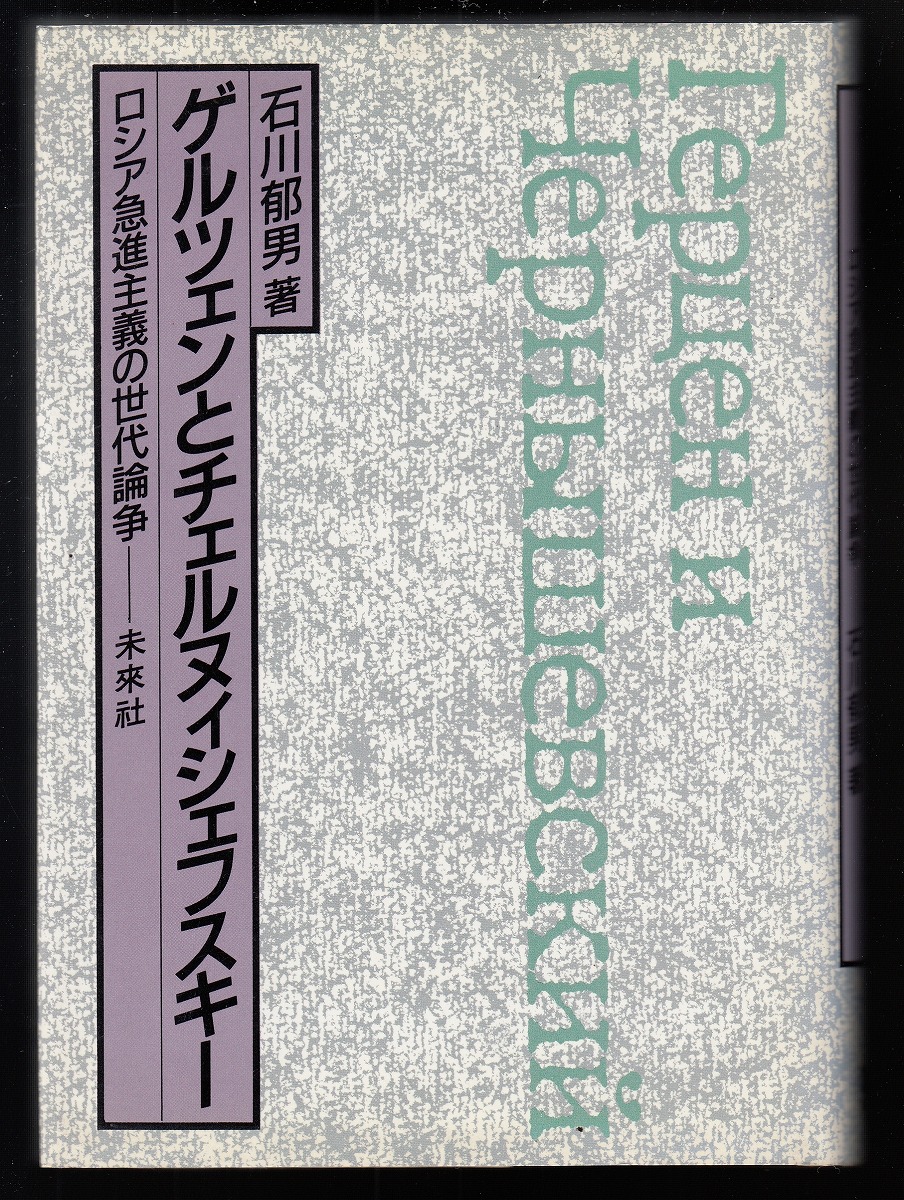 Герцен и
Чернышевский
石川郁男 著
ゲルツェンとチェルヌィシェフスキー
ロシア急進主義の世代論争——未來社